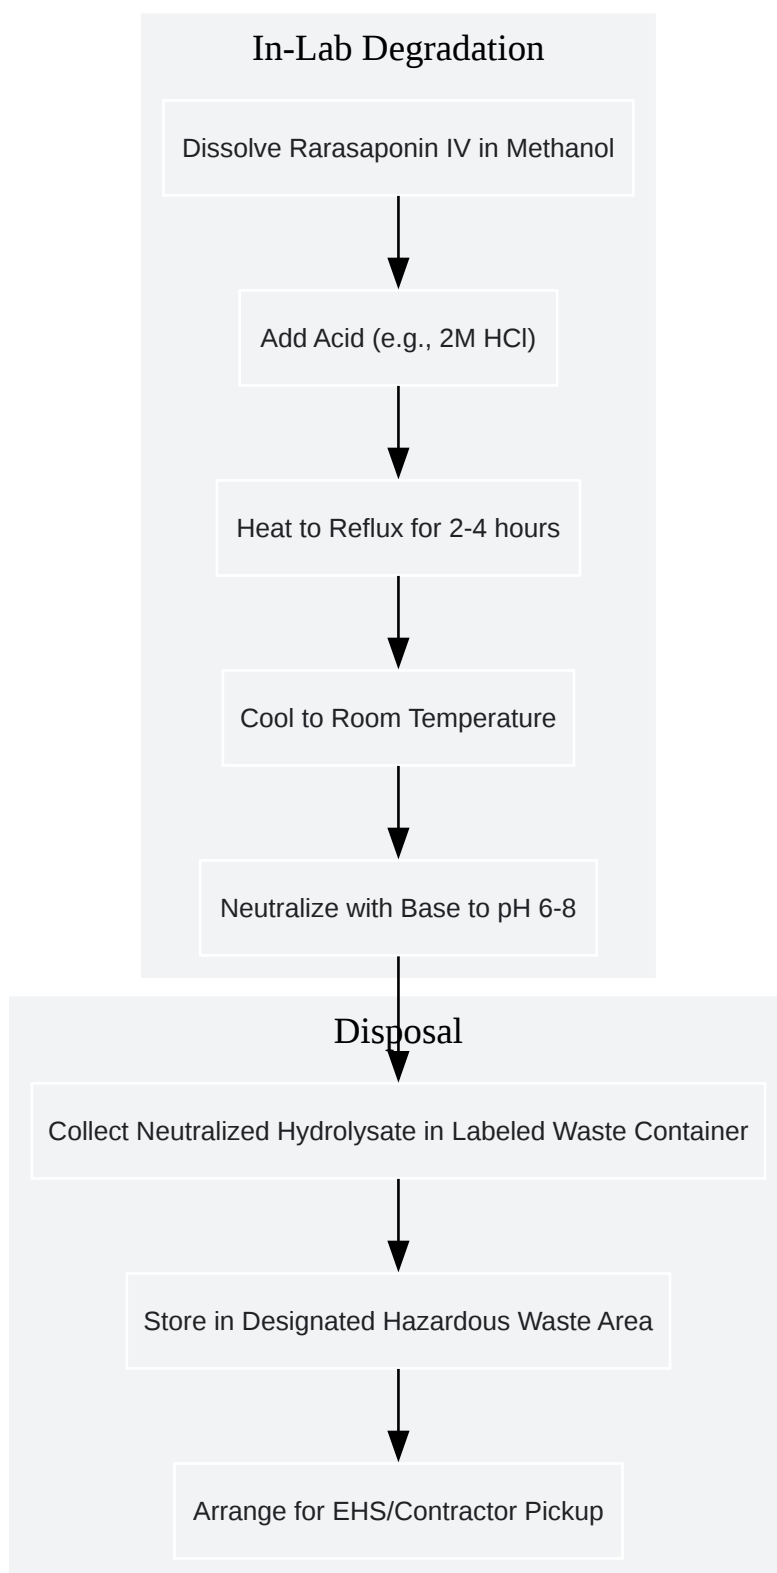 In-Lab Degradation
Dissolve Rarasaponin IV in Methanol
Add Acid (e.g., 2M HCl)
Heat to Reflux for 2-4 hours
Cool to Room Temperature
Neutralize with Base to pH 6-8
Disposal
Collect Neutralized Hydrolysate in Labeled Waste Container
Store in Designated Hazardous Waste Area
Arrange for EHS/Contractor Pickup